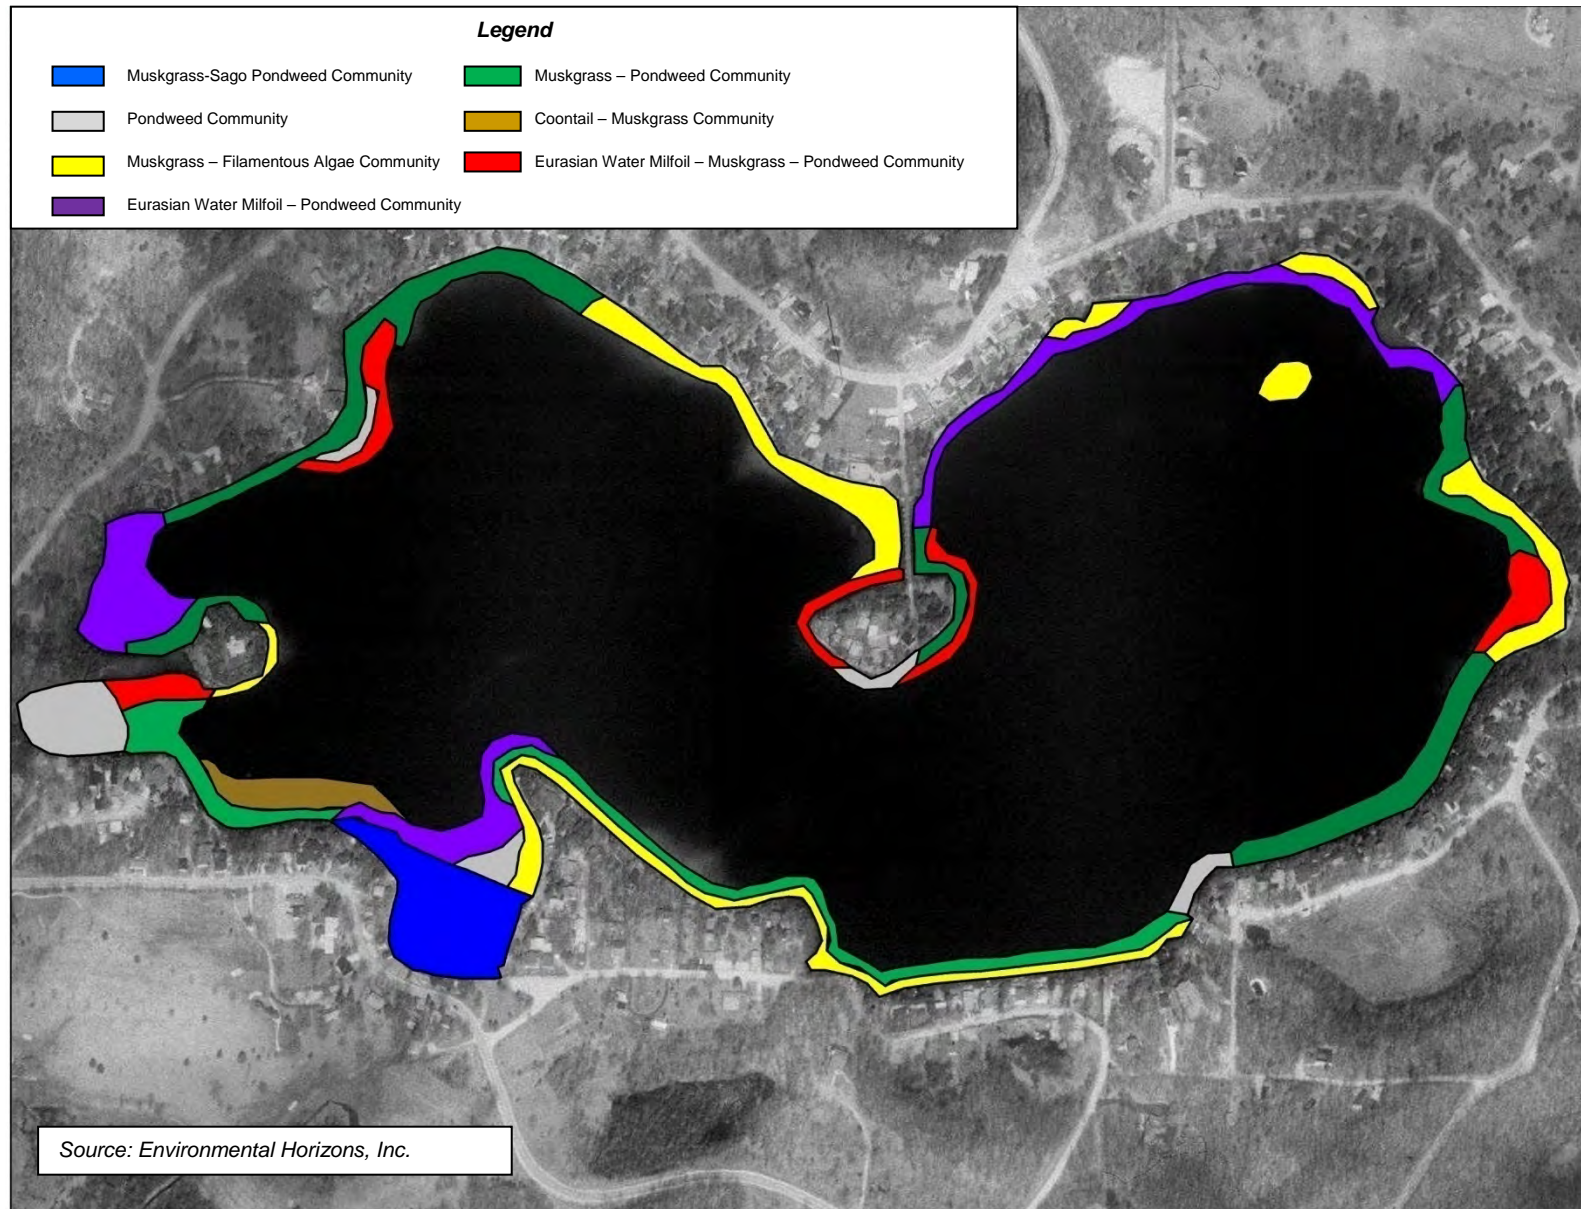 Legend
Muskgrass-Sago Pondweed Community
Muskgrass – Pondweed Community
Pondweed Community
Coontail – Muskgrass Community
Muskgrass – Filamentous Algae Community
Eurasian Water Milfoil – Muskgrass – Pondweed Community
Eurasian Water Milfoil – Pondweed Community
Source: Environmental Horizons, Inc.